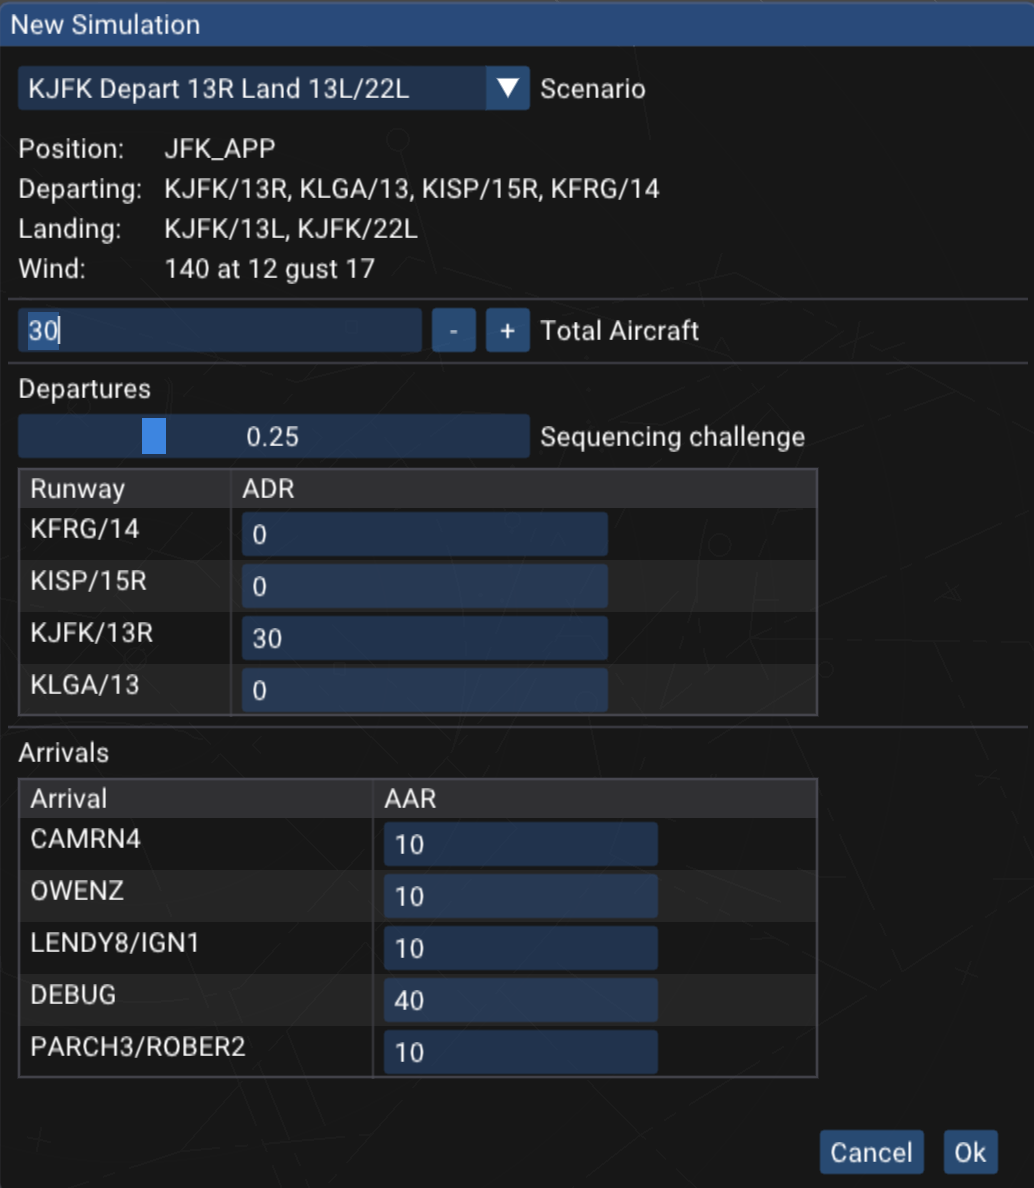 New Simulation
KJFK Depart 13R Land 13L/22L Scenario
Position: JFK_APP
Departing: KJFK/13R, KLGA/13, KISP/15R, KFRG/14
Landing: KJFK/13L, KJFK/22L
Wind: 140 at 12 gust 17
30 - + Total Aircraft
Departures
0.25 Sequencing challenge
Runway ADR
KFRG/14 0
KISP/15R 0
KJFK/13R 30
KLGA/13 0
Arrivals
Arrival AAR
CAMRN4 10
OWENZ 10
LENDY8/IGN1 10
DEBUG 40
PARCH3/ROBER2 10
Cancel Ok